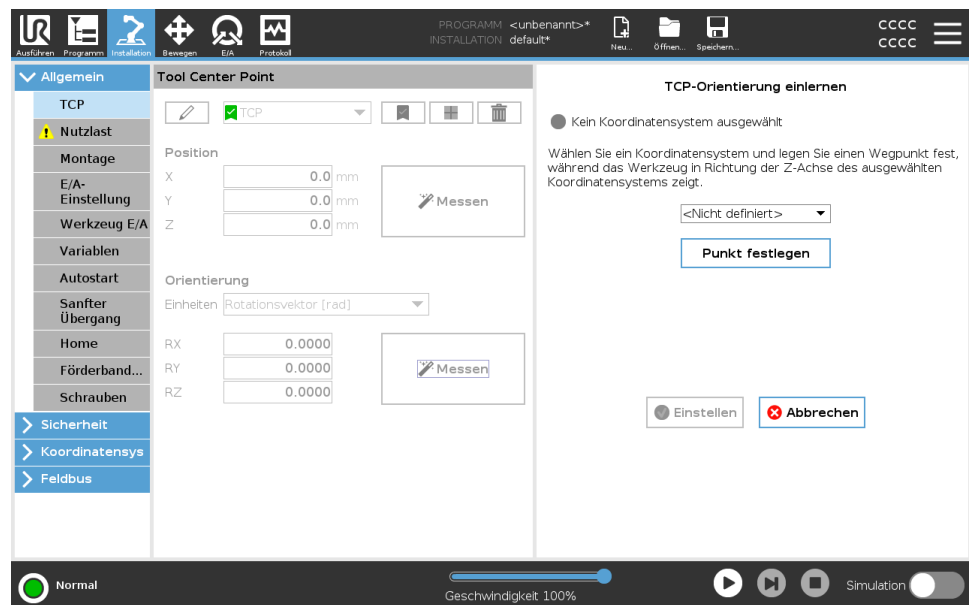 PROGRAMM <unbenannt>*
INSTALLATION default*
Ausführen Programm Installation Bewegen E/A Protokoll Neu... Öffnen... Speichern...
CCCC
CCCC
Allgemein
TCP
Nutzlast
Montage
E/A-
Einstellung
Werkzeug E/A
Variablen
Autostart
Sanfter
Übergang
Home
Förderband...
Schrauben
Sicherheit
Koordinatensys
Feldbus
Tool Center Point
TCP
Position
X 0.0 mm
Y 0.0 mm
Z 0.0 mm
Messen
Orientierung
Einheiten Rotationsvektor [rad]
RX 0.0000
RY 0.0000
RZ 0.0000
Messen
TCP-Orientierung einlernen
Kein Koordinatensystem ausgewählt
Wählen Sie ein Koordinatensystem und legen Sie einen Wegpunkt fest,
während das Werkzeug in Richtung der Z-Achse des ausgewählten
Koordinatensystems zeigt.
<Nicht definiert>
Punkt festlegen
Einstellen Abbrechen
Normal
Geschwindigkeit 100%
Simulation